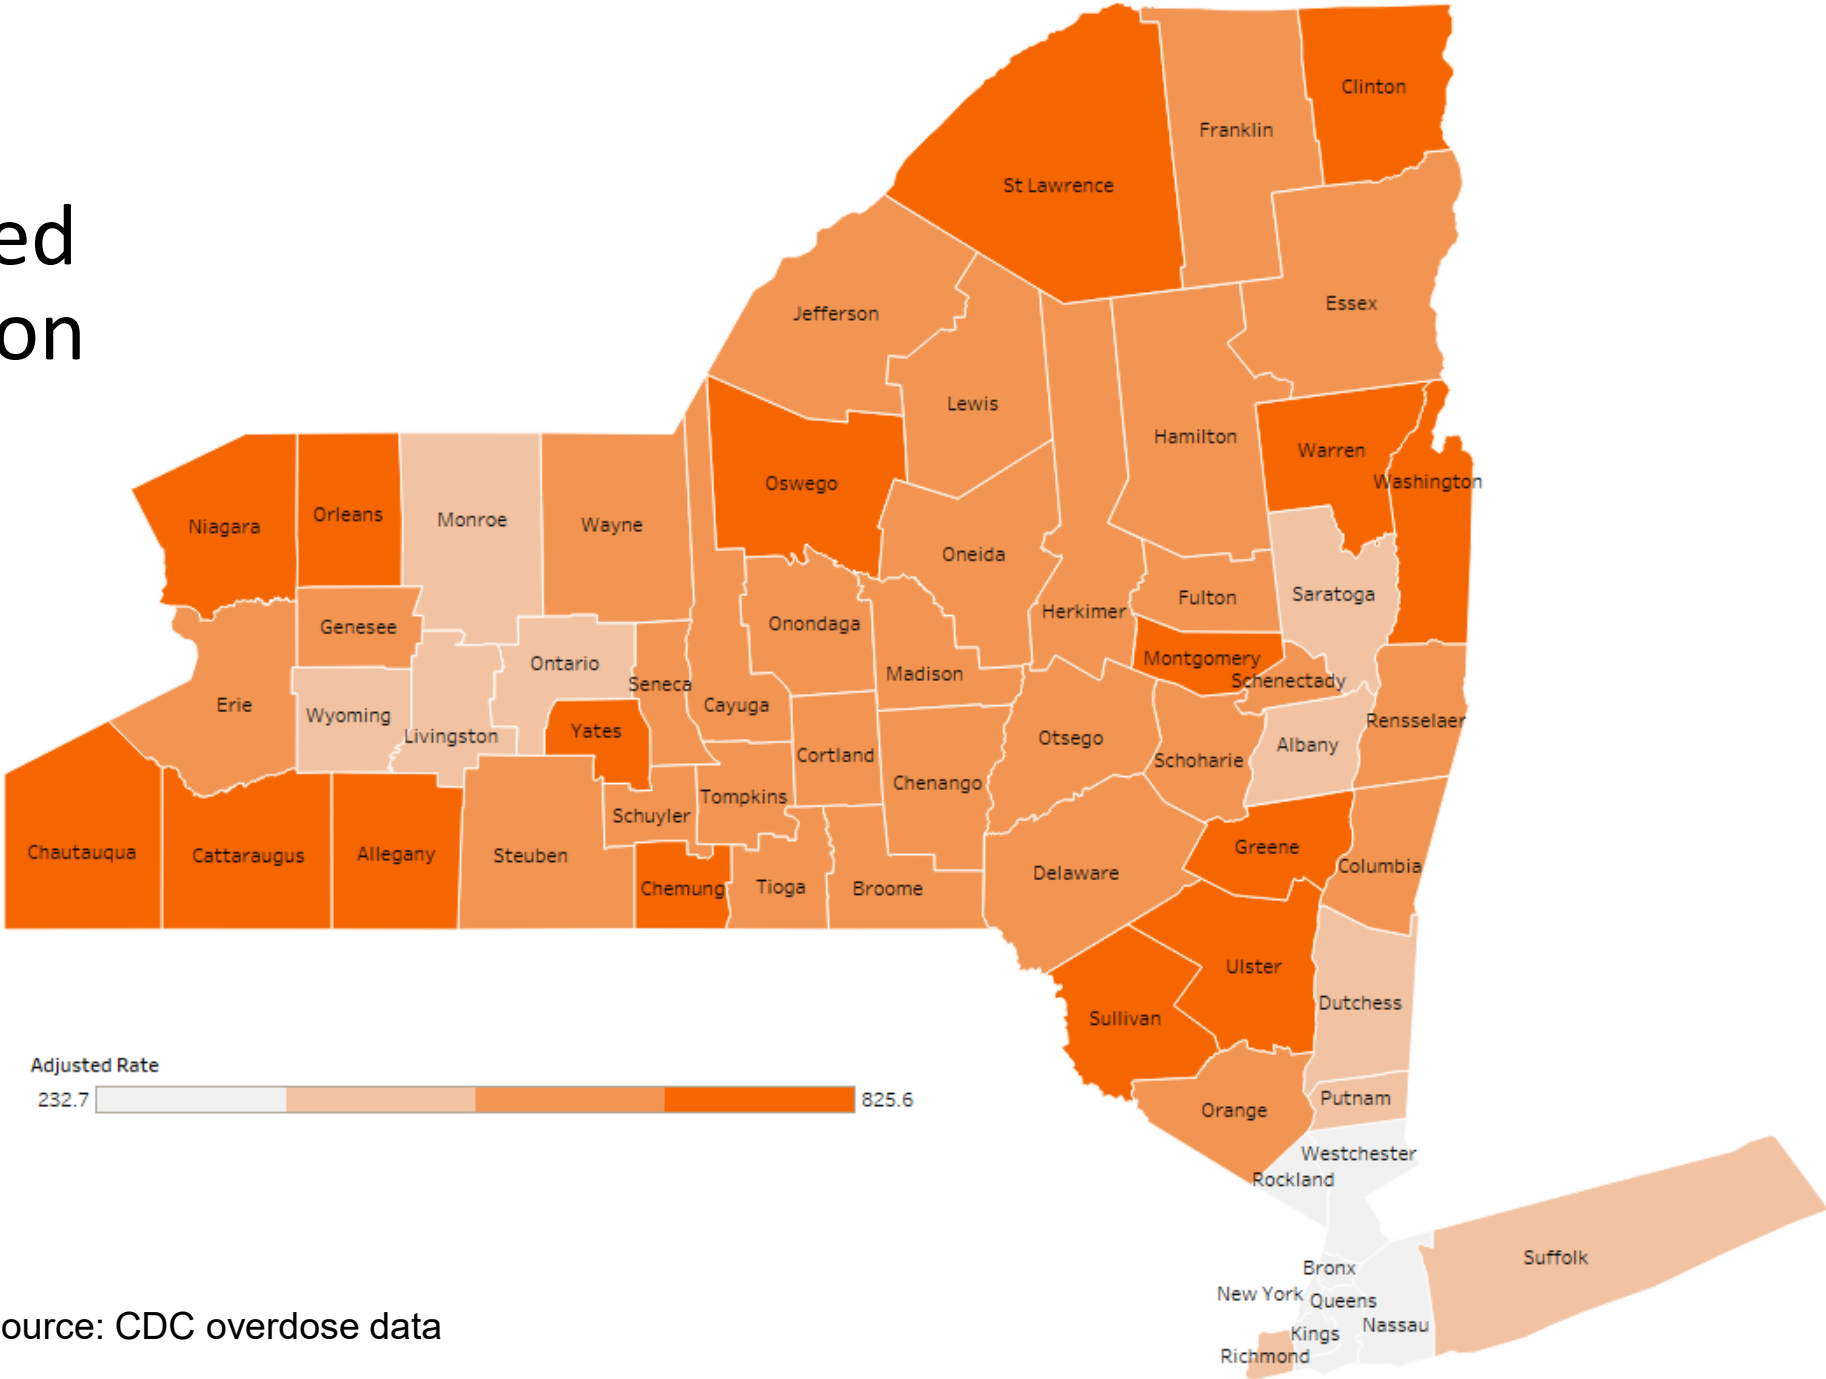 ed
on
Clinton
Franklin
St Lawrence
Essex
Jefferson
Lewis
Hamilton
Warren
Washington
Oswego
Niagara
Orleans
Monroe
Wayne
Oneida
Fulton
Saratoga
Herkimer
Genesee
Onondaga
Ontario
Montgomery
Madison
Seneca
Schenectady
Erie
Cayuga
Wyoming
Rensselaer
Yates
Livingston
Otsego
Albany
Cortland
Schoharie
Chenango
Tompkins
Schuyler
Chautauqua
Cattaraugus
Allegany
Steuben
Greene
Columbia
Delaware
Chemung
Tioga
Broome
Ulster
Dutchess
Sullivan
Adjusted Rate
232.7
825.6
Putnam
Orange
Westchester
Rockland
Suffolk
Bronx
New York
Queens
Nassau
Kings
Richmond
ource: CDC overdose data